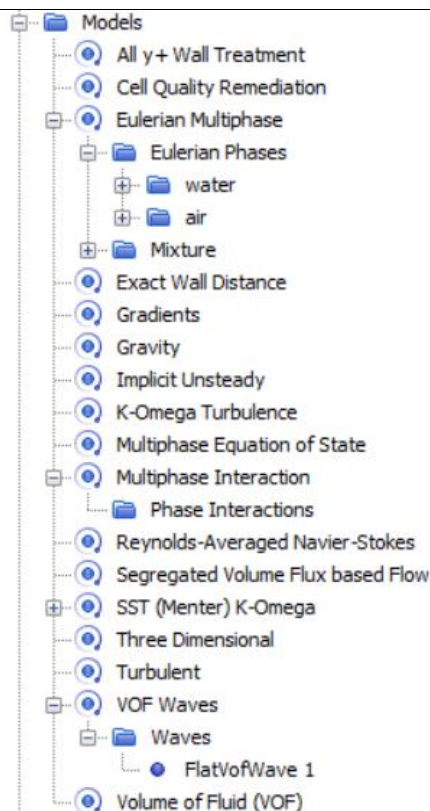 Models
All y+ Wall Treatment
Cell Quality Remediation
Eulerian Multiphase
Eulerian Phases
water
air
Mixture
Exact Wall Distance
Gradients
Gravity
Implicit Unsteady
K-Omega Turbulence
Multiphase Equation of State
Multiphase Interaction
Phase Interactions
Reynolds-Averaged Navier-Stokes
Segregated Volume Flux based Flow
SST (Menter) K-Omega
Three Dimensional
Turbulent
VOF Waves
Waves
FlatVofWave 1
Volume of Fluid (VOF)